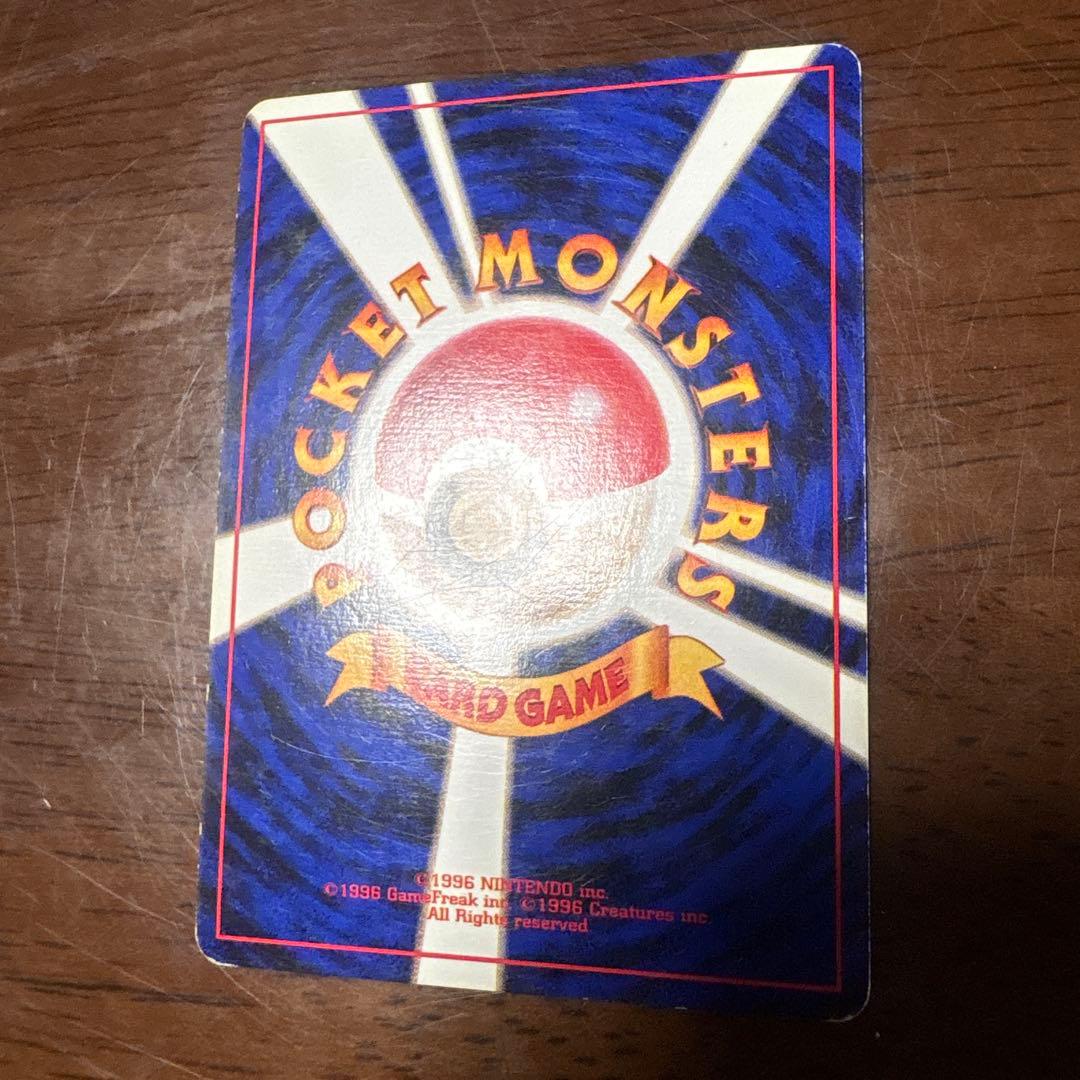 POCKET MONSTERS
CARD GAME
©1996 NINTENDO inc.
©1996 GameFreak inc. ©1996 Creatures inc.
All Rights reserved